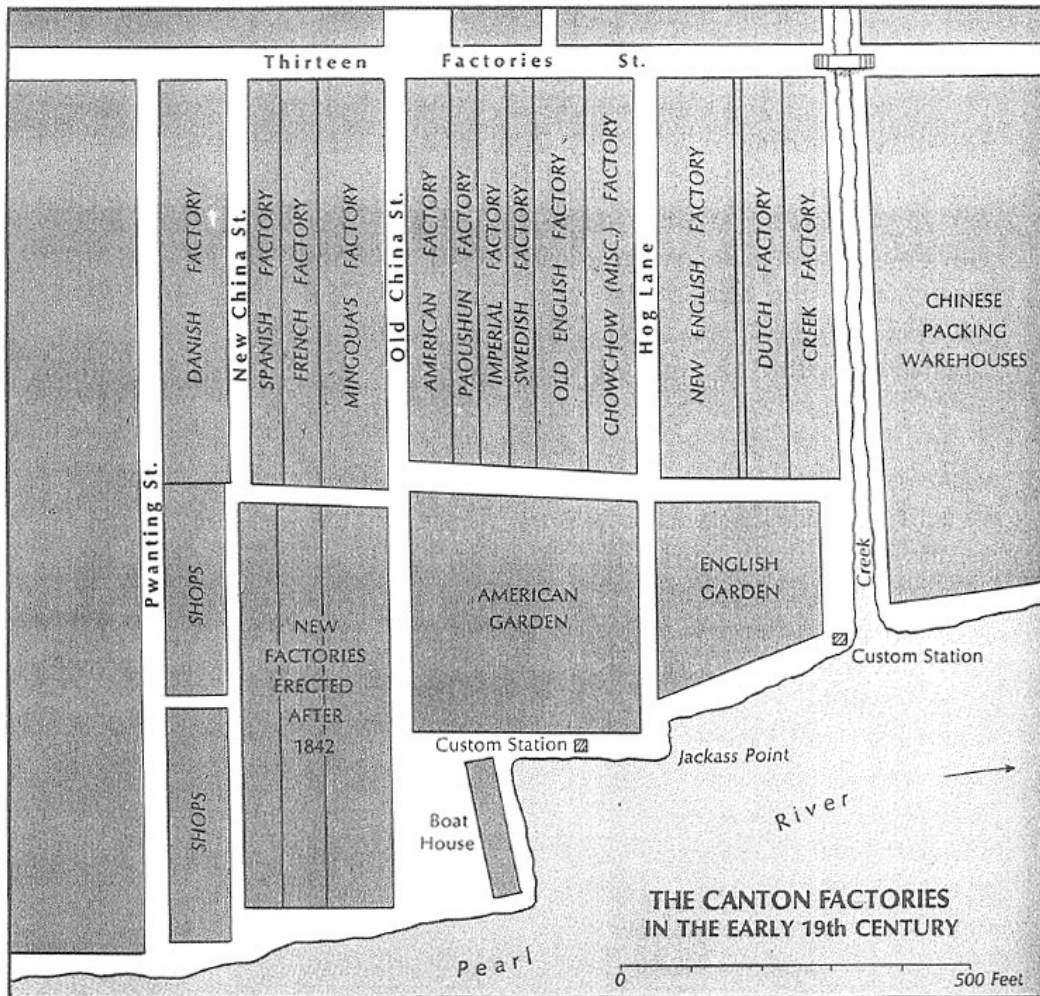 Thirteen Factories St.
Pwanting St.
DANISH FACTORY
New China St.
SPANISH FACTORY
FRENCH FACTORY
MINGQUA'S FACTORY
Old China St.
AMERICAN FACTORY
PAOUSHUN FACTORY
IMPERIAL FACTORY
SWEDISH FACTORY
OLD ENGLISH FACTORY
CHOWCHOW (MISC.) FACTORY
Hog Lane
NEW ENGLISH FACTORY
DUTCH FACTORY
CREEK FACTORY
CHINESE
PACKING
WAREHOUSES
SHOPS
NEW
FACTORIES
ERECTED
AFTER
1842
AMERICAN
GARDEN
ENGLISH
GARDEN
Creek
Custom Station
Custom Station
Jackass Point
SHOPS
Boat
House
Pearl River
THE CANTON FACTORIES
IN THE EARLY 19th CENTURY
0 500 Feet